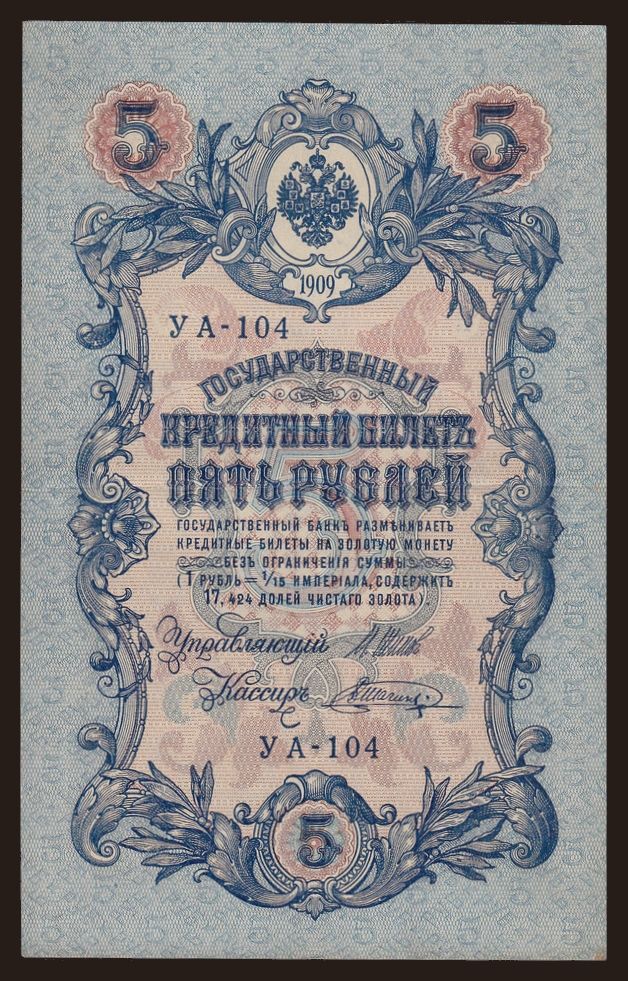 5 5
1909
УА-104
ГОСУДАРСТВЕННЫЙ
КРЕДИТНЫЙ БИЛЕТЪ
ПЯТЬ РУБЛЕЙ
ГОСУДАРСТВЕННЫЙ БАНКЪ РАЗМѢНИВАЕТЪ
КРЕДИТНЫЕ БИЛЕТЫ НА ЗОЛОТУЮ МОНЕТУ
БЕЗЪ ОГРАНИЧЕНІЯ СУММЫ
(1 РУБЛЬ = 1/15 ИМПЕРІАЛА, СОДЕРЖИТЪ
17,424 ДОЛЕЙ ЧИСТАГО ЗОЛОТА).
Управляющій
Кассиръ
УА-104
5